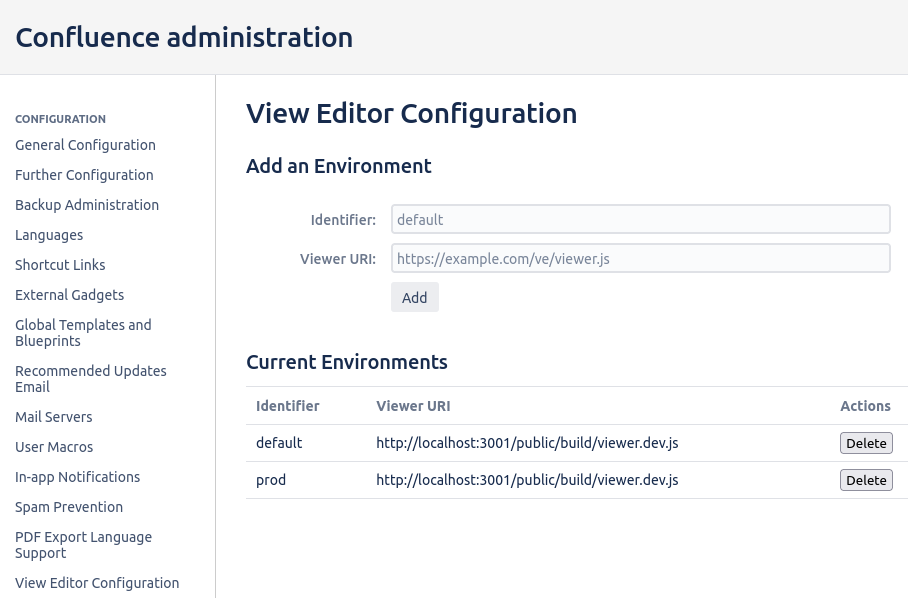 Confluence administration
CONFIGURATION
General Configuration
Further Configuration
Backup Administration
Languages
Shortcut Links
External Gadgets
Global Templates and
Blueprints
Recommended Updates
Email
Mail Servers
User Macros
In-app Notifications
Spam Prevention
PDF Export Language
Support
View Editor Configuration
View Editor Configuration
Add an Environment
Identifier: default
Viewer URI: https://example.com/ve/viewer.js
Add
Current Environments
Identifier Viewer URI Actions
default http://localhost:3001/public/build/viewer.dev.js Delete
prod http://localhost:3001/public/build/viewer.dev.js Delete